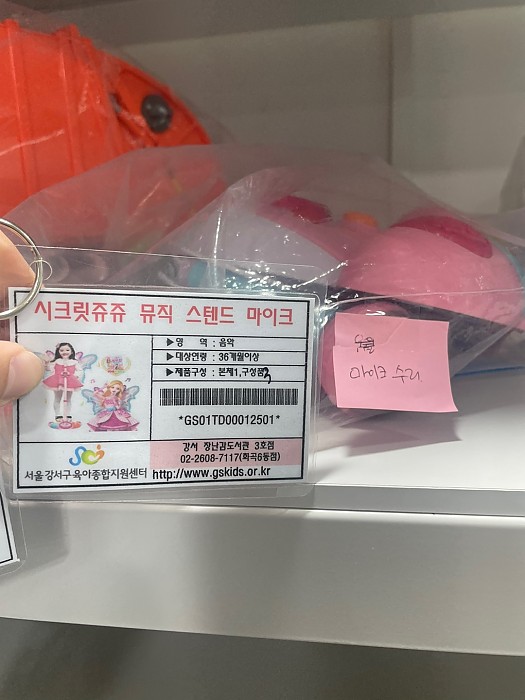 시크릿쥬쥬 뮤직 스텐드 마이크
▶영 역 : 음악
▶대상연령 : 36개월이상
▶제품구성 : 본체1,구성품3
*GS01TD00012501*
강서 장난감도서관 3호점
02-2608-7117(화곡6동점)
서울강서구육아종합지원센터 http://www.gskids.or.kr
마이크 수리